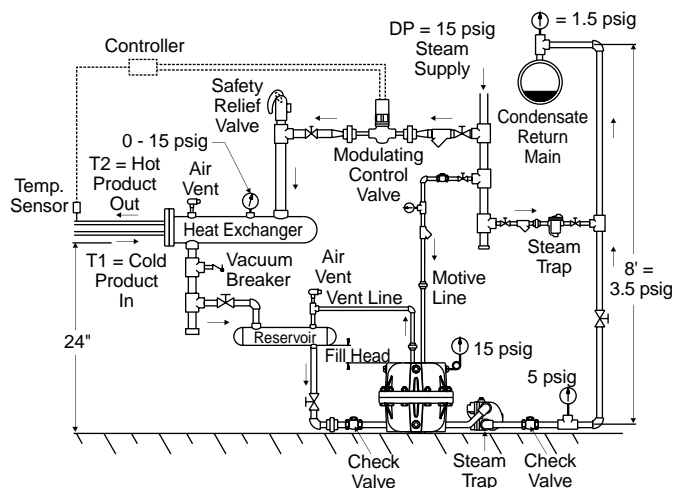 Controller
DP = 15 psig
Steam
Supply
= 1.5 psig
Safety
Relief
Valve
Condensate
Return
Main
0 - 15 psig
Modulating
Control
Valve
T2 = Hot
Product
Out
Air
Vent
Temp.
Sensor
Heat Exchanger
Steam
Trap
T1 = Cold
Product
In
Vacuum
Breaker
Air
Vent
Vent Line
Motive
Line
8' =
3.5 psig
24"
Reservoir
Fill Head
15 psig
5 psig
Check
Valve
Steam
Trap
Check
Valve